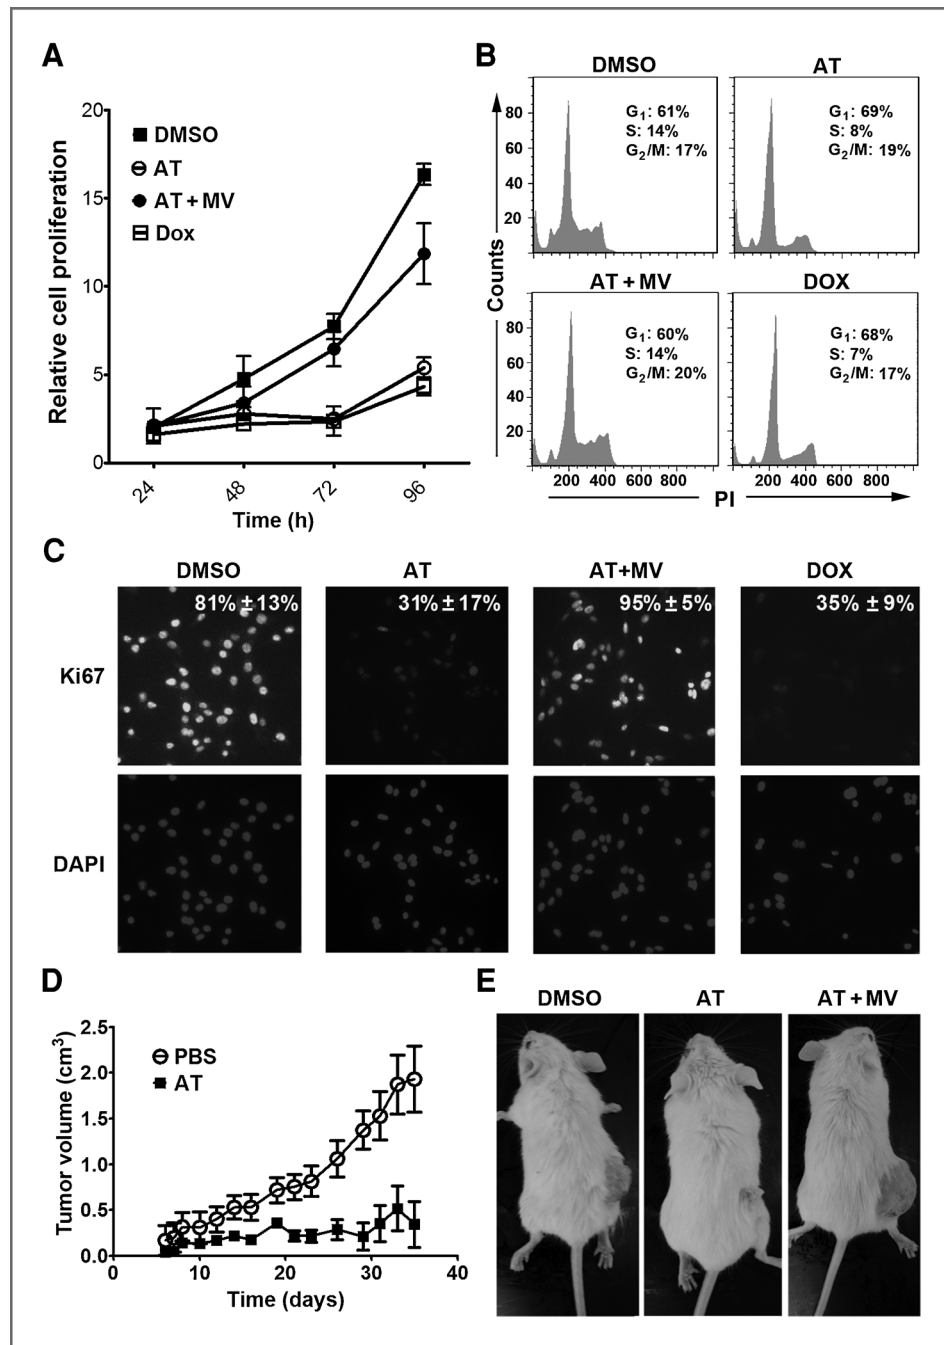 A
20
15
10
5
0
Relative cell proliferation
DMSO
AT
AT + MV
Dox
24 48 72 96
Time (h)
B
DMSO
AT
80
60
40
20
G1: 61%
S: 14%
G2/M: 17%
G1: 69%
S: 8%
G2/M: 19%
Counts
AT + MV
DOX
80
60
40
20
G1: 60%
S: 14%
G2/M: 20%
G1: 68%
S: 7%
G2/M: 17%
200 400 600 800
200 400 600 800
PI
C
DMSO AT AT+MV DOX
81% ± 13% 31% ± 17% 95% ± 5% 35% ± 9%
Ki67
DAPI
D
2.5
2.0
1.5
1.0
0.5
0.0
Tumor volume (cm3)
PBS
AT
0 10 20 30 40
Time (days)
E
DMSO AT AT + MV